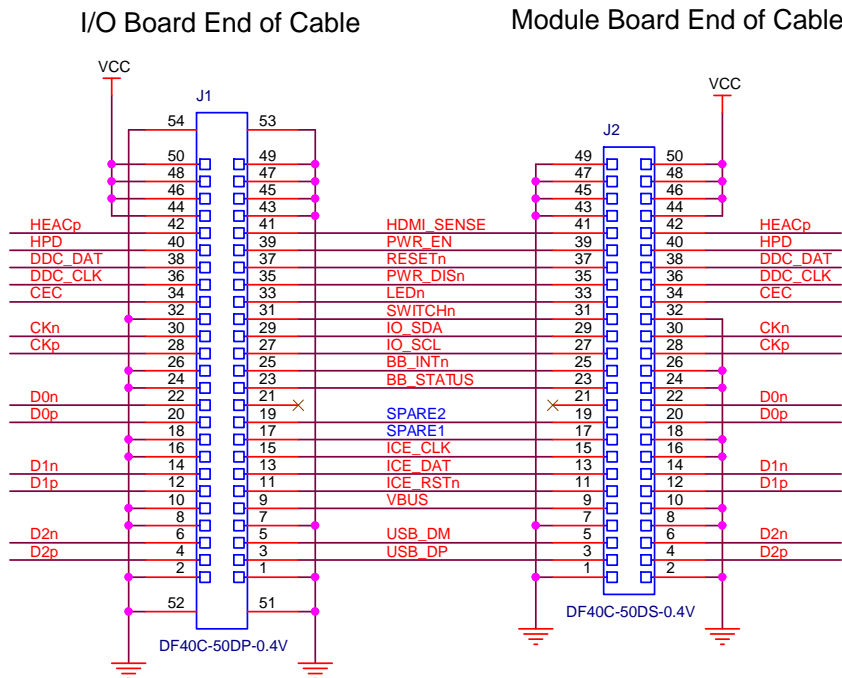 I/O Board End of Cable
Module Board End of Cable
VCC
VCC
J1
J2
54 53
50 49 49 50
48 47 47 48
46 45 45 46
44 43 43 44
HEACp 42 41 HDMI_SENSE 41 42 HEACp
HPD 40 39 PWR_EN 39 40 HPD
DDC_DAT 38 37 RESETn 37 38 DDC_DAT
DDC_CLK 36 35 PWR_DISn 35 36 DDC_CLK
CEC 34 33 LEDn 33 34 CEC
32 31 SWITCHn 31 32
CKn 30 29 IO_SDA 29 30 CKn
CKp 28 27 IO_SCL 27 28 CKp
26 25 BB_INTn 25 26
24 23 BB_STATUS 23 24
D0n 22 21 21 22 D0n
D0p 20 19 SPARE2 19 20 D0p
18 17 SPARE1 17 18
16 15 ICE_CLK 15 16
D1n 14 13 ICE_DAT 13 14 D1n
D1p 12 11 ICE_RSTn 11 12 D1p
10 9 VBUS 9 10
8 7 7 8
D2n 6 5 USB_DM 5 6 D2n
D2p 4 3 USB_DP 3 4 D2p
2 1 1 2
52 51
DF40C-50DS-0.4V
DF40C-50DP-0.4V